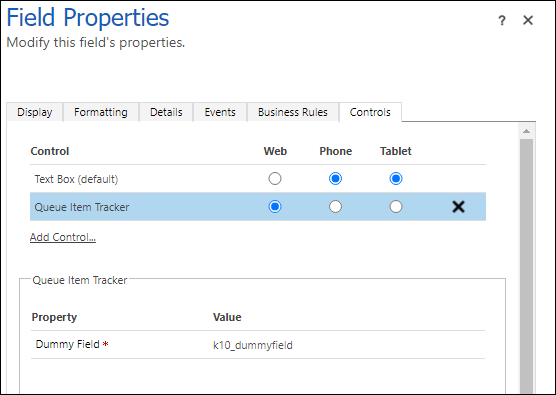 Field Properties
? ×
Modify this field's properties.
Display Formatting Details Events Business Rules Controls
Control Web Phone Tablet
Text Box (default)
Queue Item Tracker
Add Control...
Queue Item Tracker
Property Value
Dummy Field * k10_dummyfield